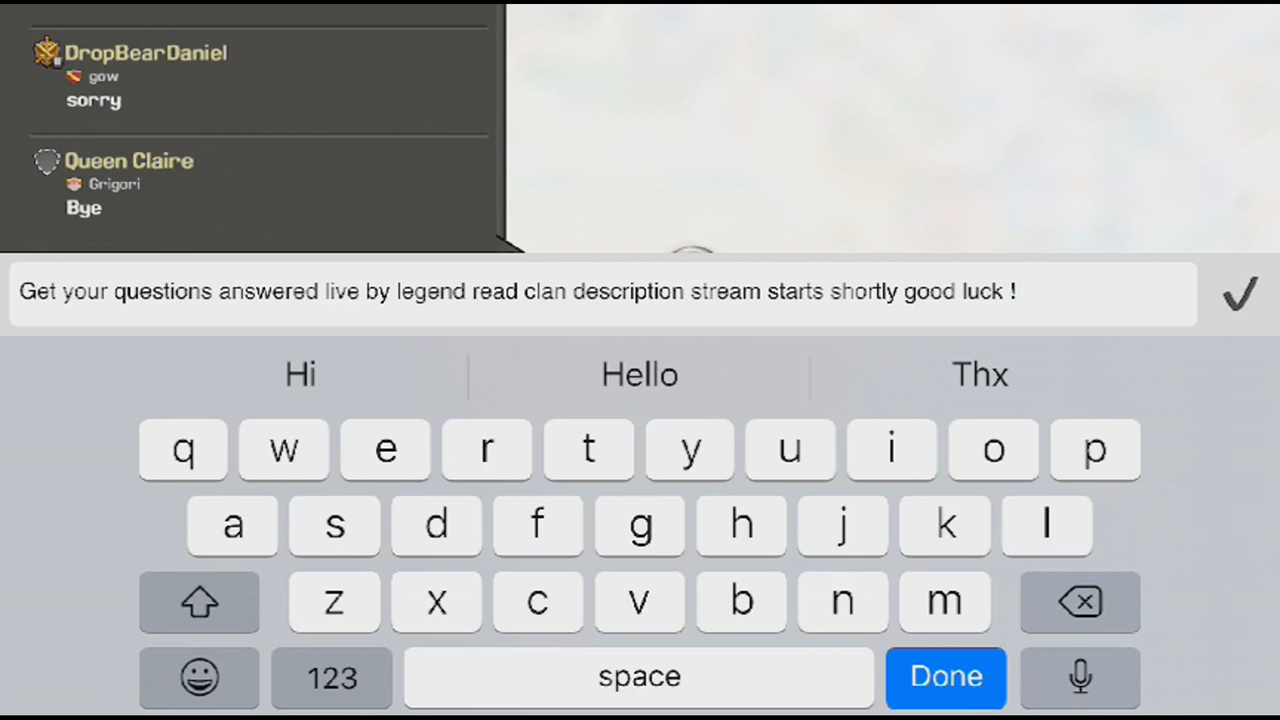 DropBearDaniel
gow
sorry
Queen Claire
Grigori
Bye
Get your questions answered live by legend read clan description stream starts shortly good luck !
Hi Hello Thx
q w e r t y u i o p
a s d f g h j k l
z x c v b n m
123 space Done